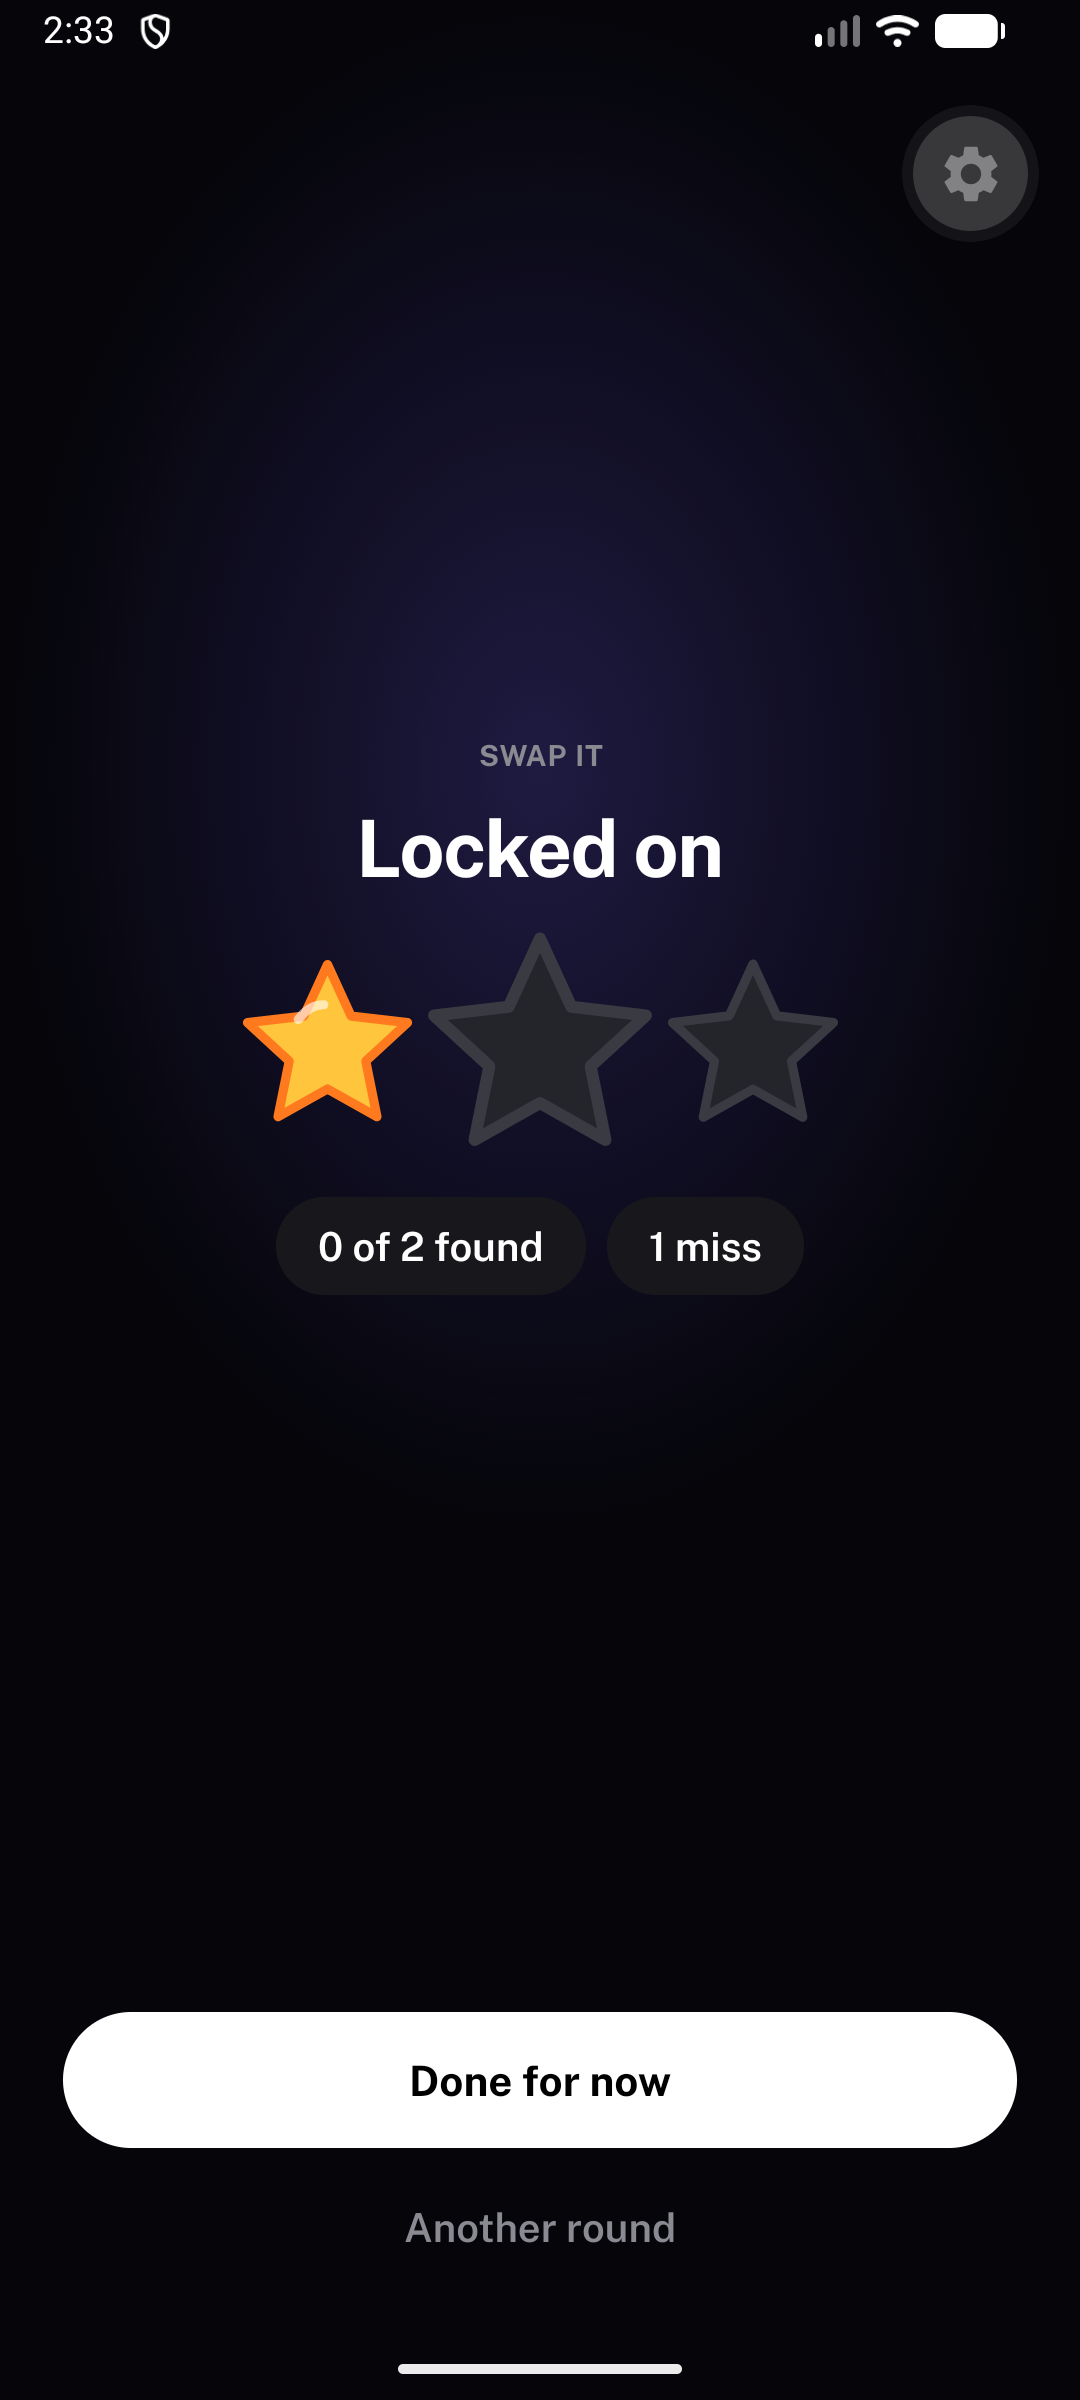 2:33
SWAP IT
Locked on
0 of 2 found
1 miss
Done for now
Another round